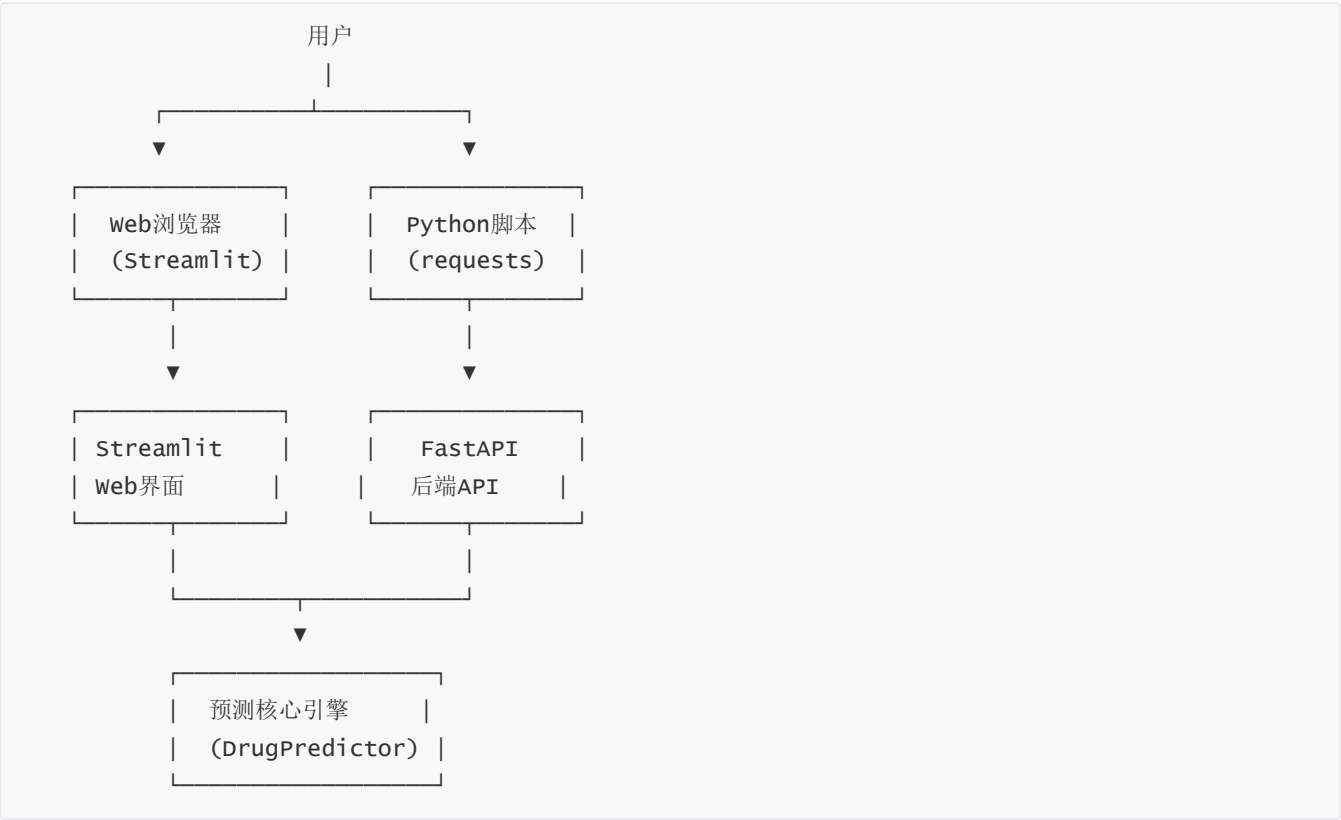 用户
Web浏览器 Python脚本
(Streamlit) (requests)
Streamlit FastAPI
Web界面 后端API
预测核心引擎
(DrugPredictor)